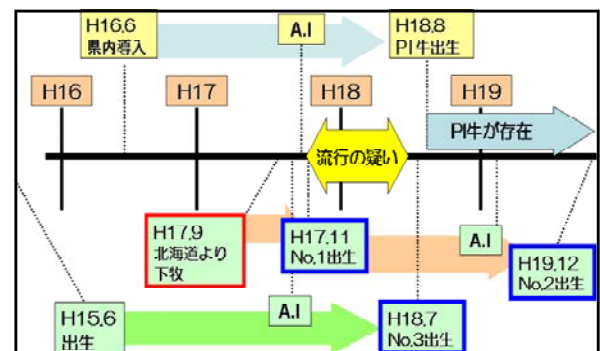 H16.6
県内導入
A.I
H18.8
PI牛出生
H16
H17
H18
H19
PI牛が存在
流行の疑い
H17.9
北海道より
下牧
H17.11
No.1出生
A.I
H19.12
No.2出生
H15.6
出生
A.I
H18.7
No.3出生